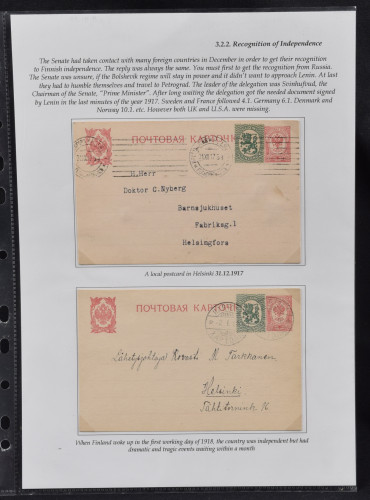 3.2.2. Recognition of Independence
The Senate had taken contact with many foreign countries in December in order to get their recognition
to Finnish independence. The reply was always the same. You must first to get the recognition from Russia.
The Senate was unsure, if the Bolshevik regime will stay in power and it didn't want to approach Lenin. At last
they had to humble themselves and travel to Petrograd. The leader of the delegation was Svinhufvud, the
Chairman of the Senate, "Prime Minister". After long waiting the delegation got the needed document signed
by Lenin in the last minutes of the year 1917. Sweden and France followed 4.1. Germany 6.1. Denmark and
Norway 10.1. etc. However both UK and U.S.A. were missing.
ПОЧТОВАЯ КАРТОЧК
H.Herr
Doktor C.Nyberg
Barnsjukhuset
Fabriksg.1
Helsingfors
A local postcard in Helsinki 31.12.1917
ПОЧТОВАЯ КАРТОЧК
Rovasti K
Helsinki
When Finland woke up in the first working day of 1918, the country was independent but had
dramatic and tragic events waiting within a month